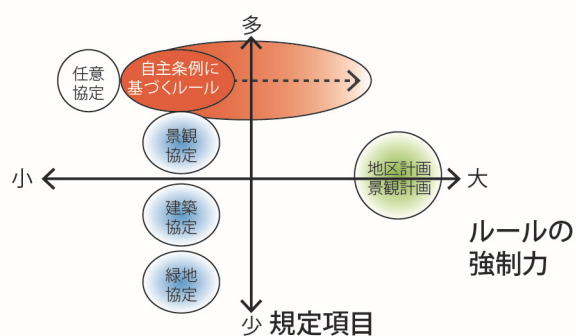 多
任意
協定
自主条例に
基づくルール
景観
協定
小
地区計画
景観計画
大
建築
協定
ルールの
強制力
緑地
協定
少
規定項目